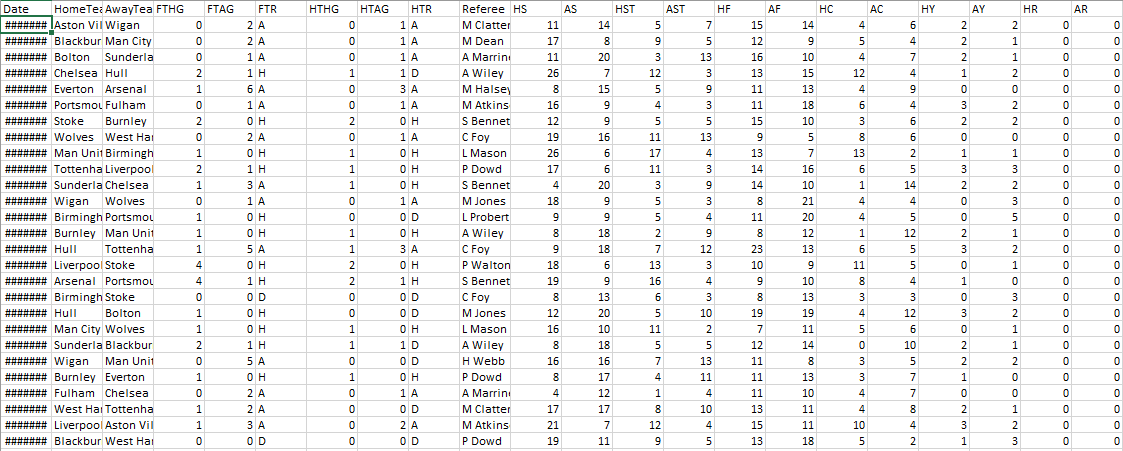 Date HomeTea AwayTea FTHG FTAG FTR HTHG HTAG HTR Referee HS AS HST AST HF AF HC AC HY AY HR AR
####### Aston Vil Wigan 0 2 A 0 1 A M Clatter 11 14 5 7 15 14 4 6 2 2 0 0
####### Blackbur Man City 0 2 A 0 1 A M Dean 17 8 9 5 12 9 5 4 2 1 0 0
####### Bolton Sunderla 0 1 A 0 1 A A Marrine 11 20 3 13 16 10 4 7 2 1 0 0
####### Chelsea Hull 2 1 H 1 1 D A Wiley 26 7 12 3 13 15 12 4 1 2 0 0
####### Everton Arsenal 1 6 A 0 3 A M Halsey 8 15 5 9 11 13 4 9 0 0 0 0
####### Portsmou Fulham 0 1 A 0 1 A M Atkins 16 9 4 3 11 18 6 4 3 2 0 0
####### Stoke Burnley 2 0 H 2 0 H S Bennet 12 9 5 5 15 10 3 6 2 2 0 0
####### Wolves West Ha 0 2 A 0 1 A C Foy 19 16 11 13 9 5 8 6 0 0 0 0
####### Man Unit Birmingh 1 0 H 1 0 H L Mason 26 6 17 4 13 7 13 2 1 1 0 0
####### Tottenha Liverpool 2 1 H 1 0 H P Dowd 17 6 11 3 14 16 6 5 3 3 0 0
####### Sunderla Chelsea 1 3 A 1 0 H S Bennet 4 20 3 9 14 10 1 14 2 2 0 0
####### Wigan Wolves 0 1 A 0 1 A M Jones 18 9 5 3 8 21 4 4 0 3 0 0
####### Birmingh Portsmou 1 0 H 0 0 D L Probert 9 9 5 4 11 20 4 5 0 5 0 0
####### Burnley Man Unit 1 0 H 1 0 H A Wiley 8 18 2 9 8 12 1 12 2 1 0 0
####### Hull Tottenha 1 5 A 1 3 A C Foy 9 18 7 12 23 13 6 5 3 2 0 0
####### Liverpool Stoke 4 0 H 2 0 H P Walton 18 6 13 3 10 9 11 5 0 1 0 0
####### Arsenal Portsmou 4 1 H 2 1 H S Bennet 19 9 16 4 9 10 8 4 1 0 0 0
####### Birmingh Stoke 0 0 D 0 0 D C Foy 8 13 6 3 8 13 3 3 0 3 0 0
####### Hull Bolton 1 0 H 0 0 D M Jones 12 20 5 10 19 19 4 12 3 2 0 0
####### Man City Wolves 1 0 H 1 0 H L Mason 16 10 11 2 7 11 5 6 0 1 0 0
####### Sunderla Blackbur 2 1 H 1 1 D A Wiley 8 18 5 5 12 14 0 10 2 1 0 0
####### Wigan Man Unit 0 5 A 0 0 D H Webb 16 16 7 13 11 8 3 5 2 2 0 0
####### Burnley Everton 1 0 H 1 0 H P Dowd 8 17 4 11 11 13 3 7 1 0 0 0
####### Fulham Chelsea 0 2 A 0 1 A A Marrine 4 12 1 4 11 10 4 7 0 0 0 0
####### West Ha Tottenha 1 2 A 0 0 D M Clatter 17 17 8 10 13 11 4 8 2 1 0 0
####### Liverpool Aston Vil 1 3 A 0 2 A M Atkins 21 7 12 4 15 11 10 4 3 2 0 0
####### Blackbur West Ha 0 0 D 0 0 D P Dowd 19 11 9 5 13 18 5 2 1 3 0 0